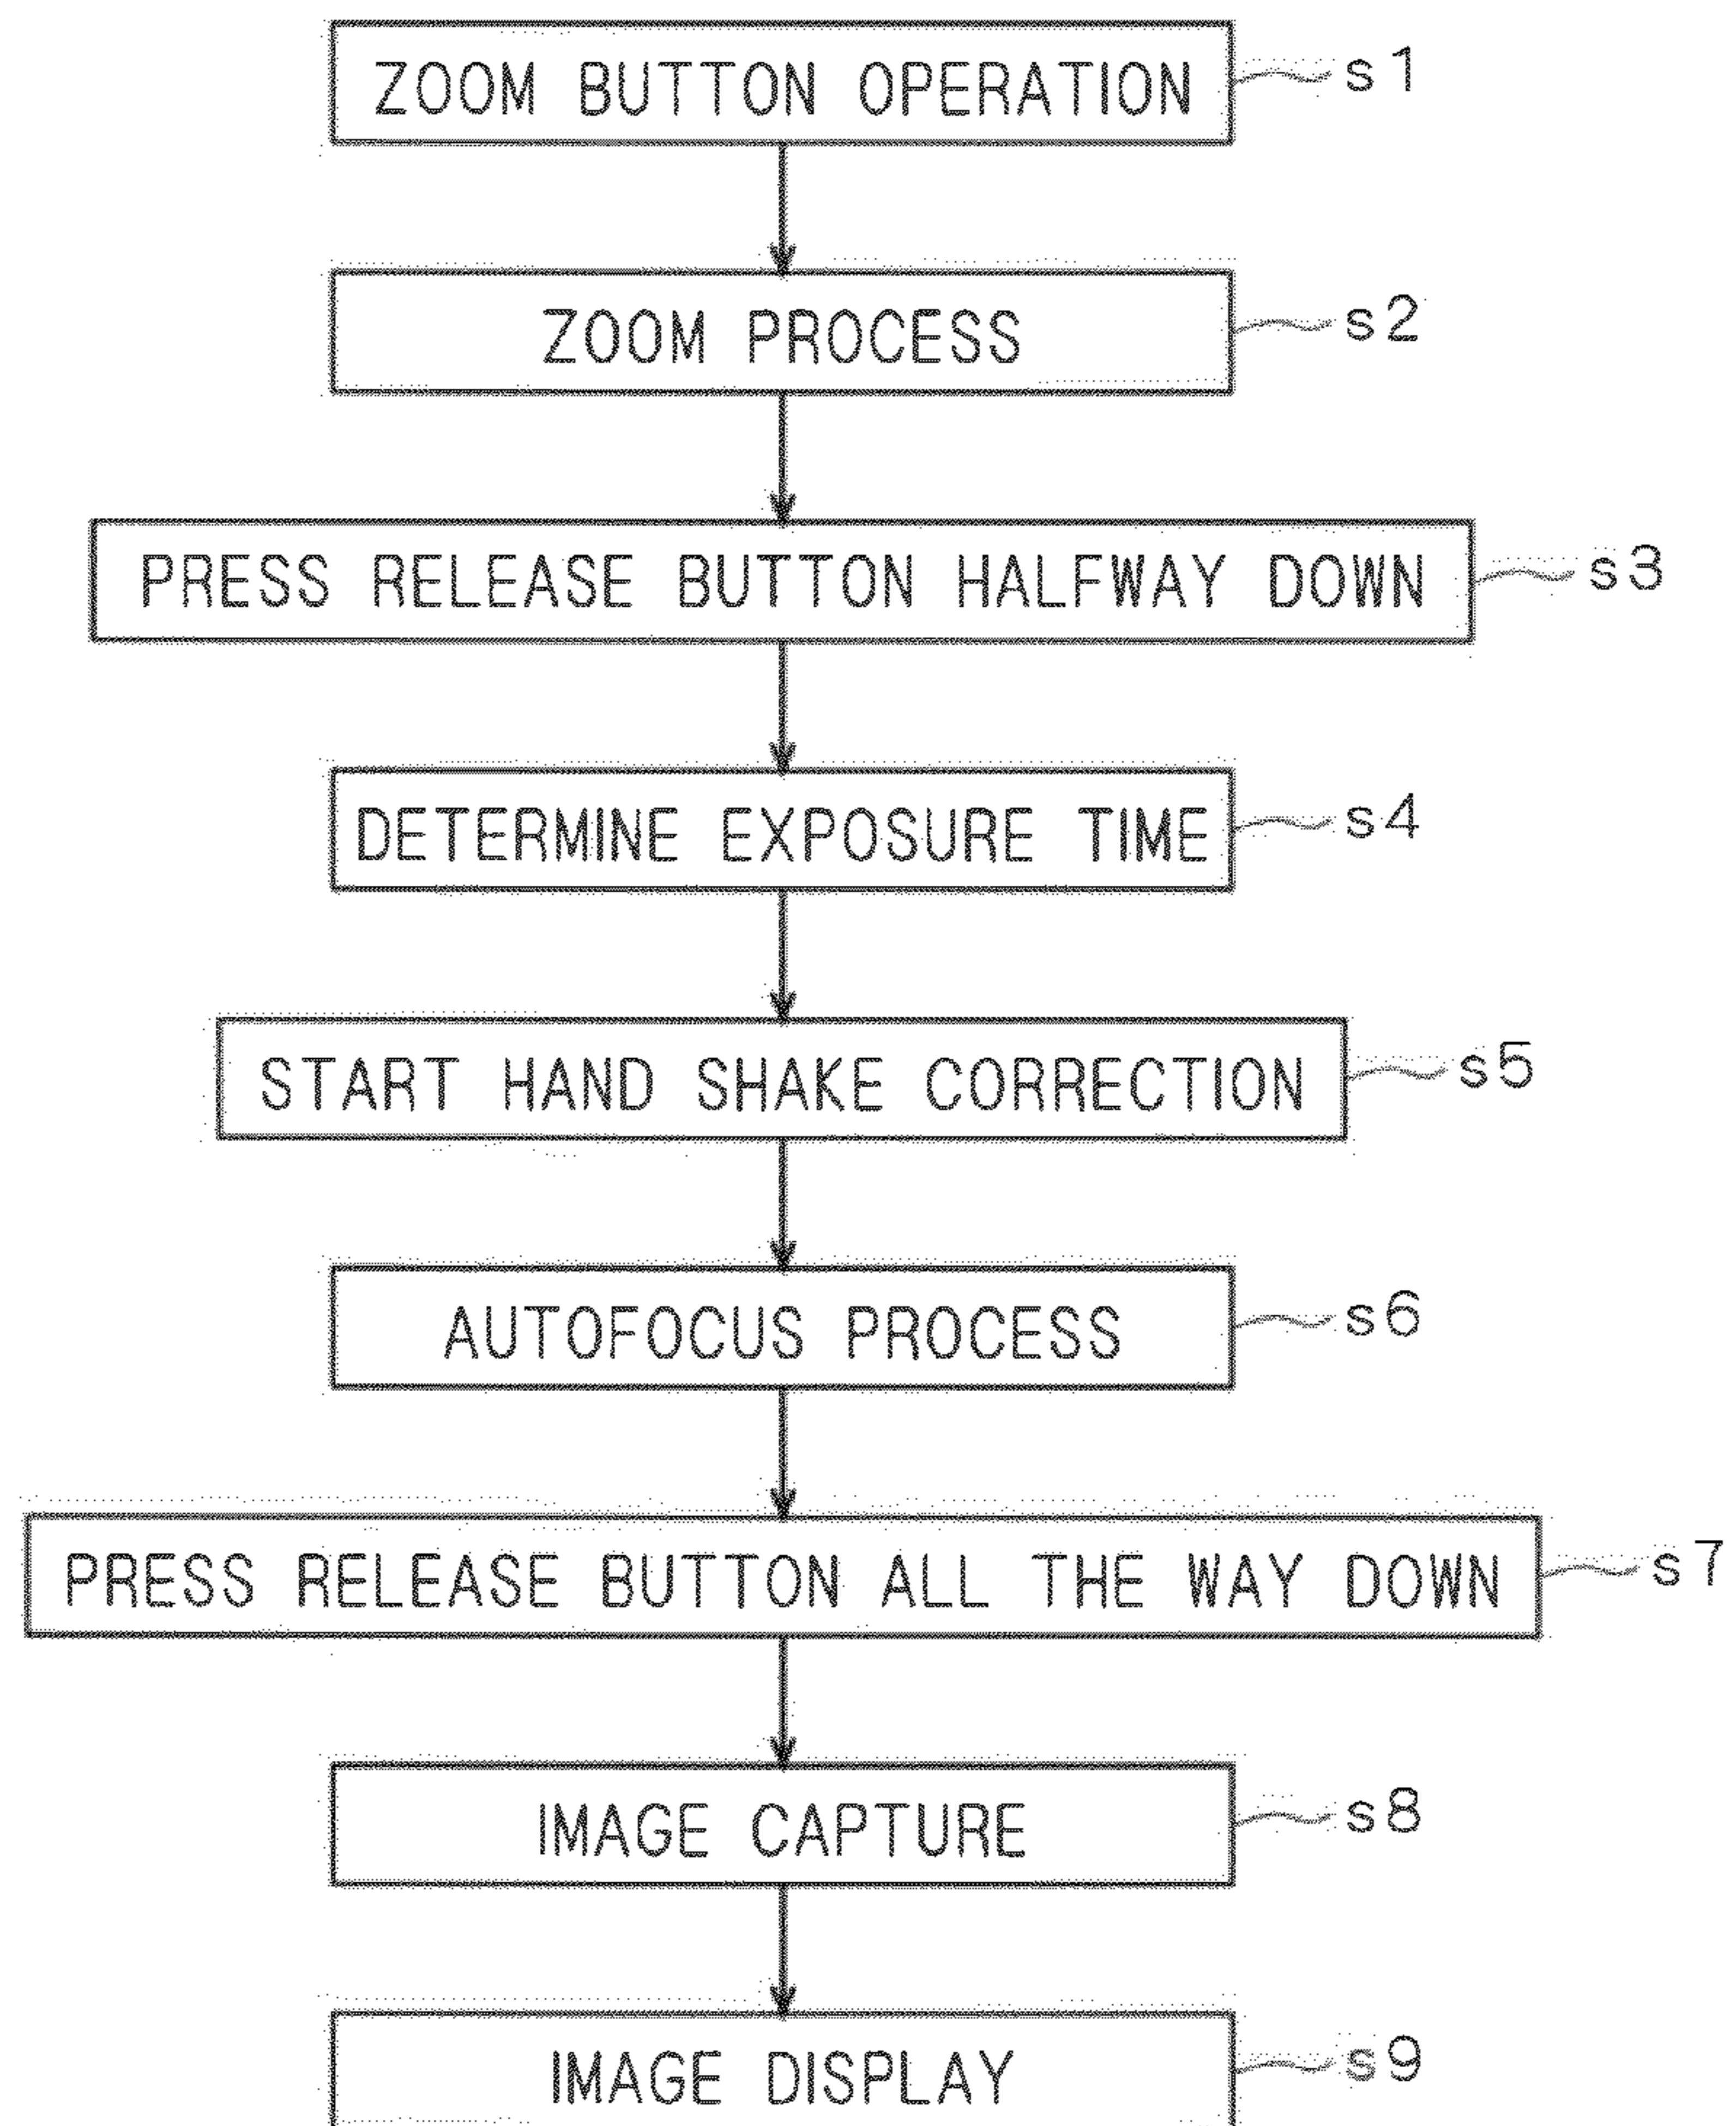 ZOOM BUTTON OPERATION s1
ZOOM PROCESS s2
PRESS RELEASE BUTTON HALFWAY DOWN s3
DETERMINE EXPOSURE TIME s4
START HAND SHAKE CORRECTION s5
AUTOFOCUS PROCESS s6
PRESS RELEASE BUTTON ALL THE WAY DOWN s7
IMAGE CAPTURE s8
IMAGE DISPLAY s9